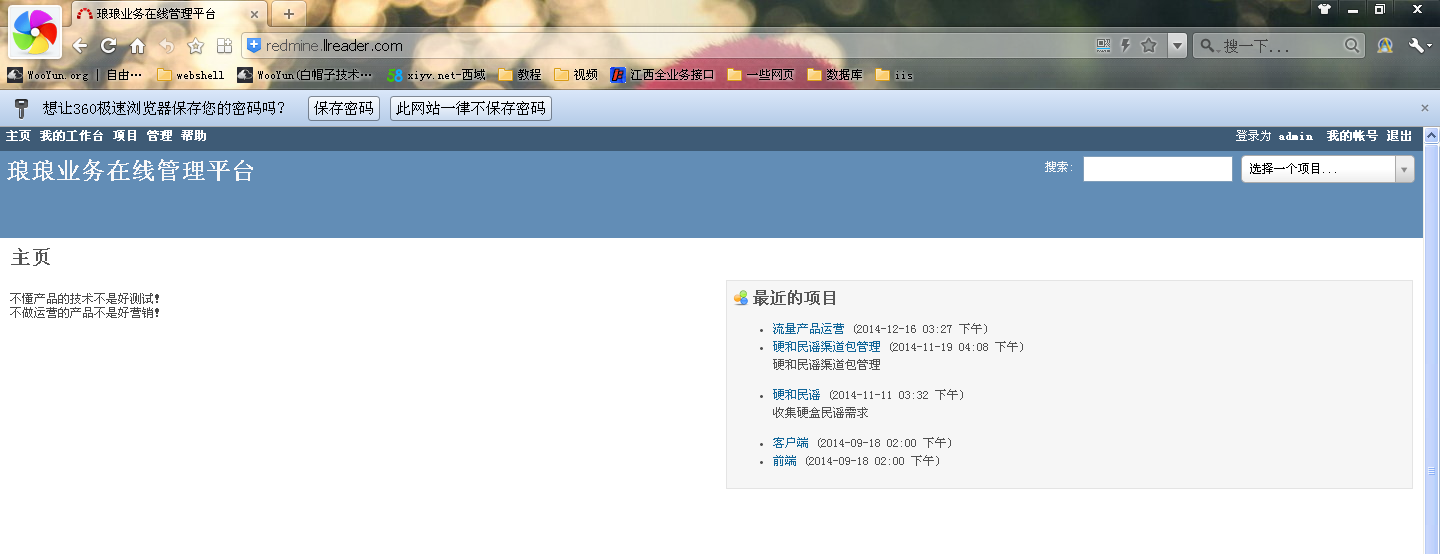 琅琅业务在线管理平台
redmine.llreader.com
搜一下...
WooYun.org | 自由…
webshell
WooYun(白帽子技术…
58 xiyv.net-西域
教程
视频
江西全业务接口
一些网页
数据库
iis
想让360极速浏览器保存您的密码吗？
保存密码
此网站一律不保存密码
主页 我的工作台 项目 管理 帮助
登录为 admin 我的帐号 退出
琅琅业务在线管理平台
搜索:
选择一个项目...
主页
不懂产品的技术不是好测试！
不做运营的产品不是好营销！
最近的项目
流量产品运营 (2014-12-16 03:27 下午)
硬和民谣渠道包管理 (2014-11-19 04:08 下午)
硬和民谣渠道包管理
硬和民谣 (2014-11-11 03:32 下午)
收集硬盒民谣需求
客户端 (2014-09-18 02:00 下午)
前端 (2014-09-18 02:00 下午)